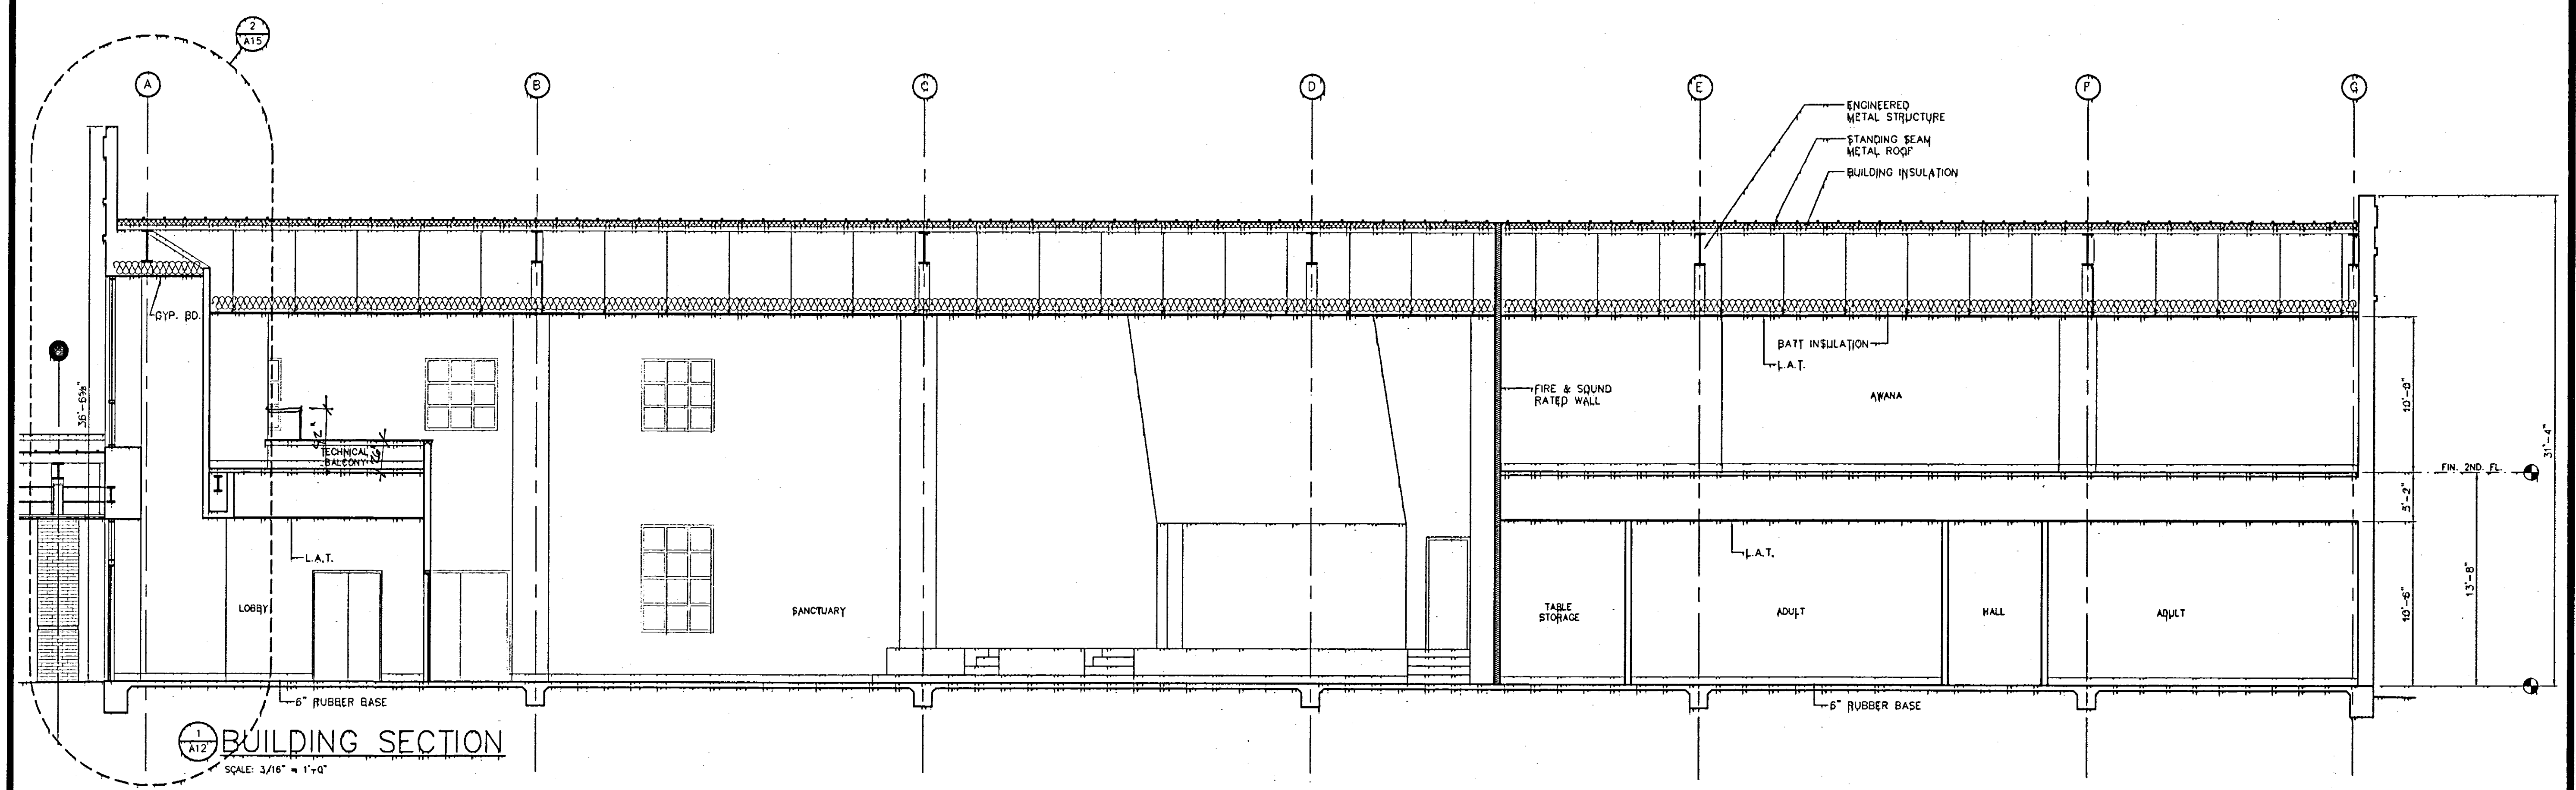 2
A15
A
B
C
D
E
F
G
ENGINEERED
METAL STRUCTURE
STANDING SEAM
METAL ROOF
BUILDING INSULATION
GYP. BD.
BATT INSULATION
L.A.T.
36'-6⅝"
FIRE & SOUND
RATED WALL
AWANA
10'-0"
31'-4"
TECHNICAL
BALCONY
FIN. 2ND. FL.
3'-2"
L.A.T.
L.A.T.
13'-8"
LOBBY
SANCTUARY
TABLE
STORAGE
ADULT
HALL
ADULT
10'-6"
6" RUBBER BASE
6" RUBBER BASE
1
A12
BUILDING SECTION
SCALE: 3/16" = 1'-0"